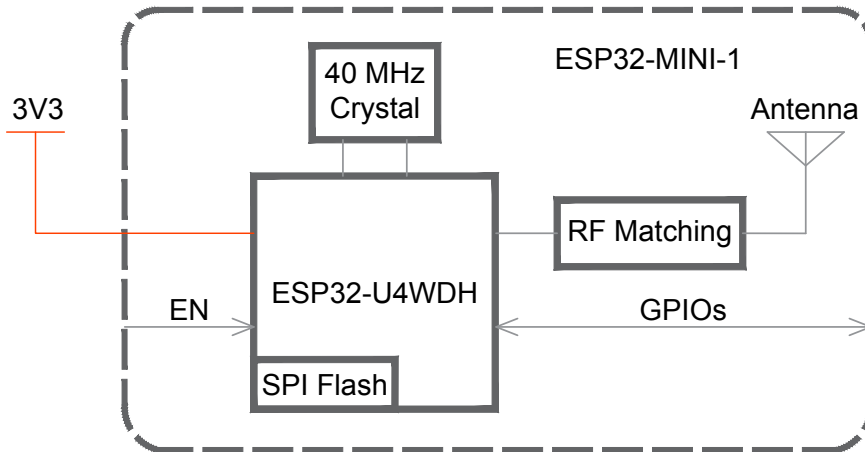 ESP32-MINI-1
40 MHz
Crystal
3V3
Antenna
RF Matching
ESP32-U4WDH
EN
GPIOs
SPI Flash